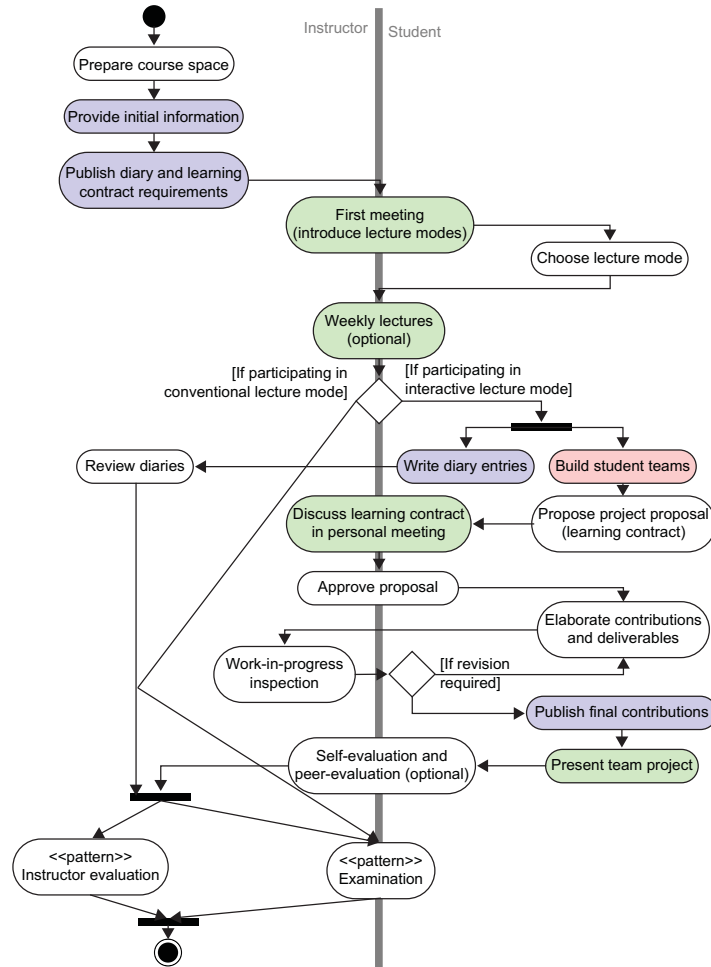 Instructor
Student
Prepare course space
Provide initial information
Publish diary and learning
contract requirements
First meeting
(introduce lecture modes)
Choose lecture mode
Weekly lectures
(optional)
[If participating in
conventional lecture mode]
[If participating in
interactive lecture mode]
Review diaries
Write diary entries
Build student teams
Discuss learning contract
in personal meeting
Propose project proposal
(learning contract)
Approve proposal
Elaborate contributions
and deliverables
Work-in-progress
inspection
[If revision
required]
Publish final contributions
Self-evaluation and
peer-evaluation (optional)
Present team project
<<pattern>>
Instructor evaluation
<<pattern>>
Examination